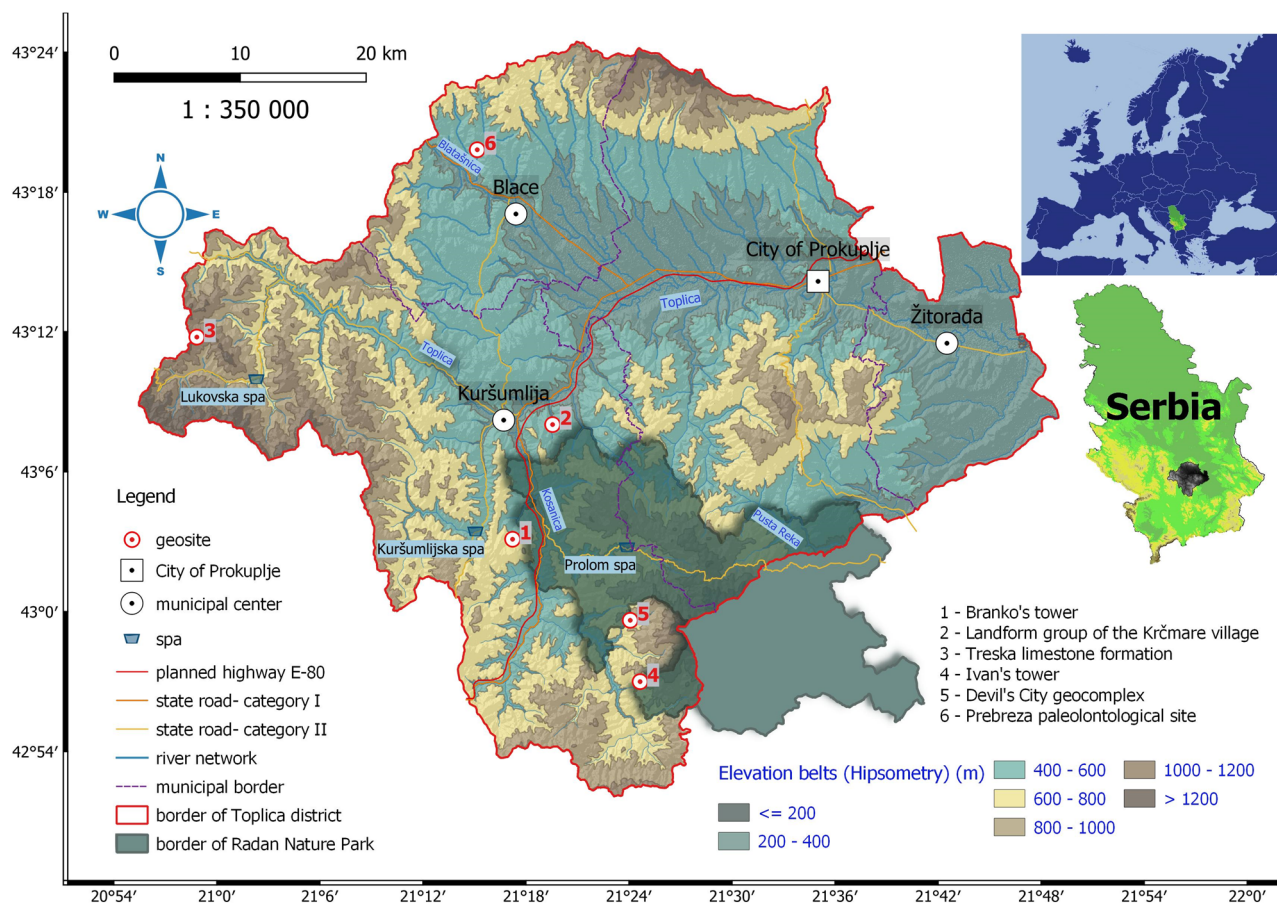 43°24′
43°18′
43°12′
43°6′
43°0′
42°54′
0 10 20 km
1 : 350 000
N
W E
S
Blatašnica
6
Blace
City of Prokuplje
Toplica
Žitorađa
3
Toplica
Lukovska spa
Kuršumlija
2
Kosanica
Pusta Reka
1
Kuršumlijska spa
Prolom spa
5
4
Serbia
Legend
geosite
City of Prokuplje
municipal center
spa
planned highway E-80
state road- category I
state road- category II
river network
municipal border
border of Toplica district
border of Radan Nature Park
1 - Branko's tower
2 - Landform group of the Krčmare village
3 - Treska limestone formation
4 - Ivan's tower
5 - Devil's City geocomplex
6 - Prebreza paleolontological site
Elevation belts (Hipsometry) (m)
<= 200
200 - 400
400 - 600
600 - 800
800 - 1000
1000 - 1200
> 1200
20°54′ 21°0′ 21°6′ 21°12′ 21°18′ 21°24′ 21°30′ 21°36′ 21°42′ 21°48′ 21°54′ 22°0′